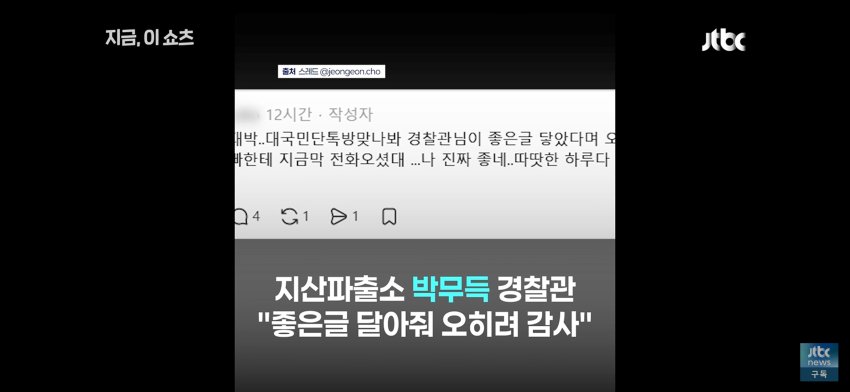 지금, 이 쇼츠
jtbc
출처 스레드 @jeongeon.cho
12시간 · 작성자
대박..대국민단톡방맞나봐 경찰관님이 좋은글 닿았다며 오
빠한테 지금막 전화오셨대 ...나 진짜 좋네..따땃한 하루다
4 1 1
지산파출소 박무득 경찰관
"좋은글 달아줘 오히려 감사"
jtbc
news
구독